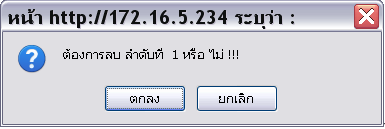 หน้า http://172.16.5.234 ระบุว่า :
ต้องการลบ ลำดับที่ 1 หรือ ไม่ !!!
ตกลง
ยกเลิก